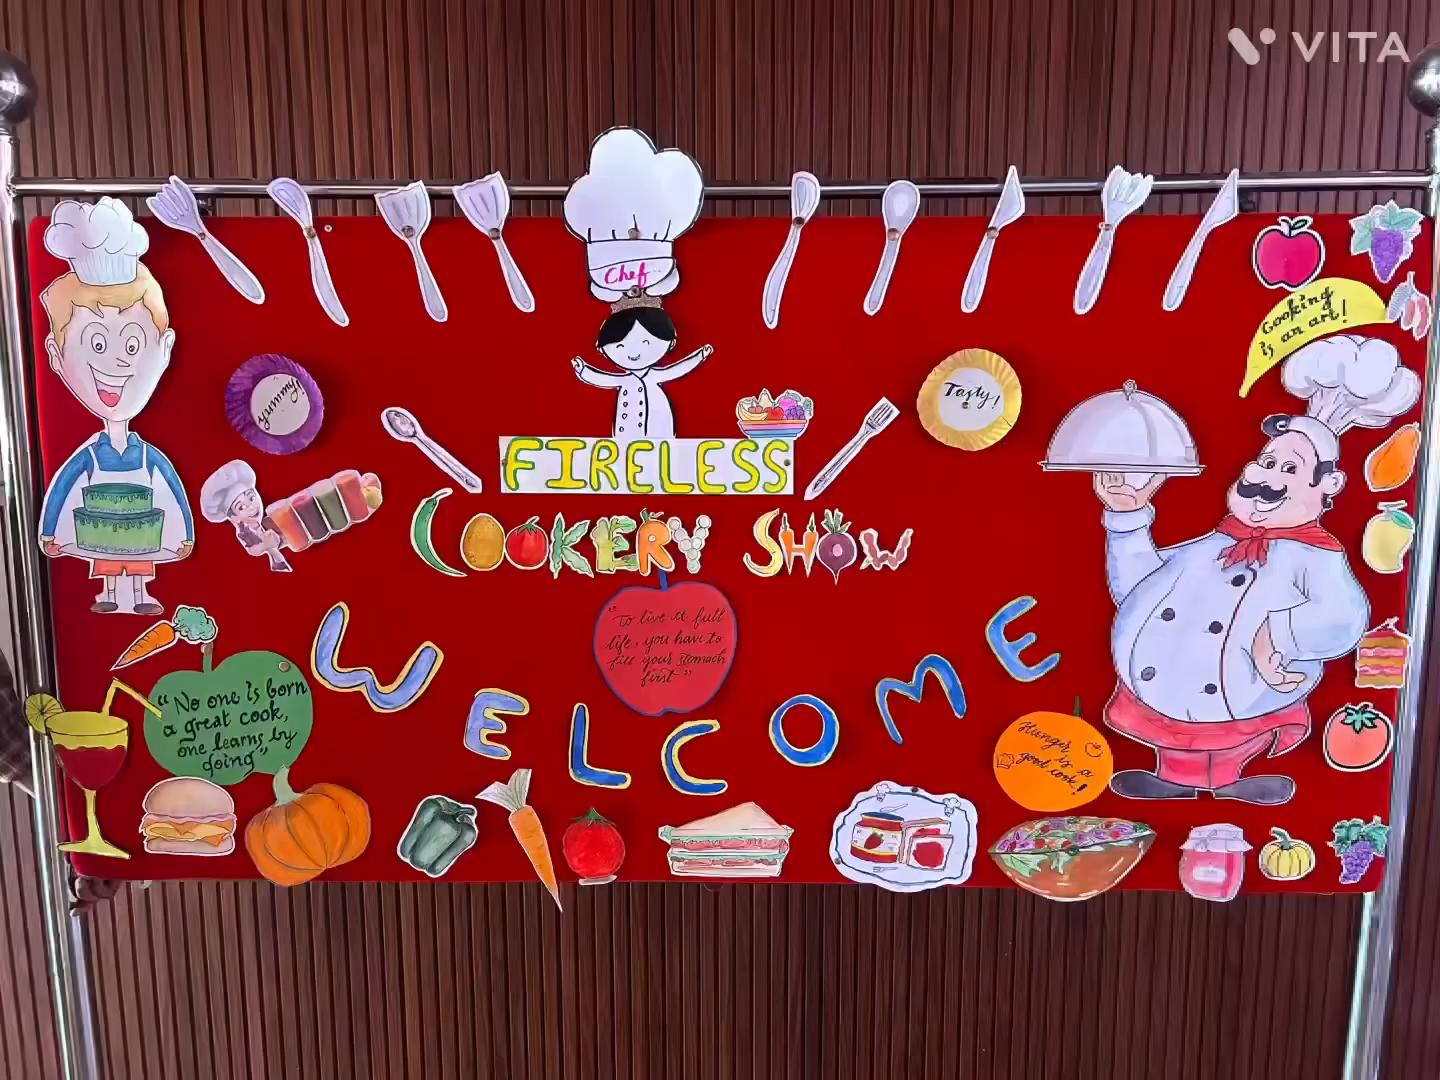 VITA
Chef
Cooking
is an art!
Yummy!
Tasty!
FIRELESS
COOKERY SHOW
"To live a full
life, you have to
fill your stomach
first"
WELCOME
"No one is born
a great cook,
one learns by
doing"
Hunger
is a
good cook!